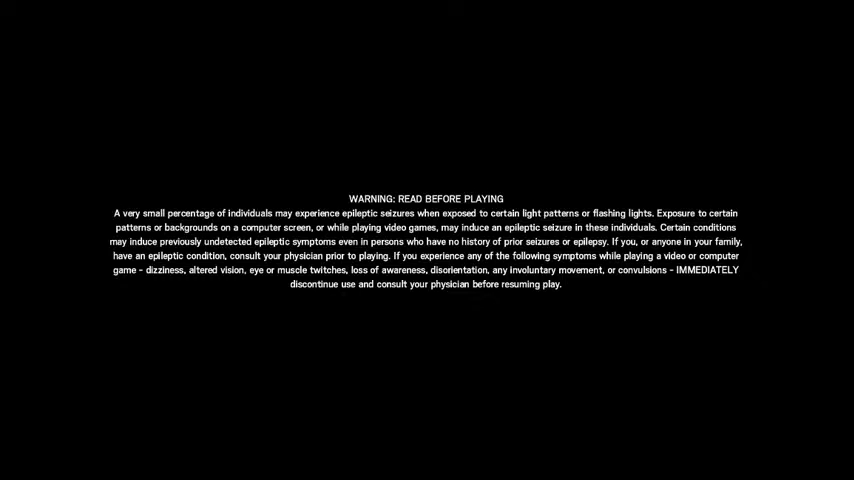 WARNING: READ BEFORE PLAYING
A very small percentage of individuals may experience epileptic seizures when exposed to certain light patterns or flashing lights. Exposure to certain
patterns or backgrounds on a computer screen, or while playing video games, may induce an epileptic seizure in these individuals. Certain conditions
may induce previously undetected epileptic symptoms even in persons who have no history of prior seizures or epilepsy. If you, or anyone in your family,
have an epileptic condition, consult your physician prior to playing. If you experience any of the following symptoms while playing a video or computer
game - dizziness, altered vision, eye or muscle twitches, loss of awareness, disorientation, any involuntary movement, or convulsions - IMMEDIATELY
discontinue use and consult your physician before resuming play.